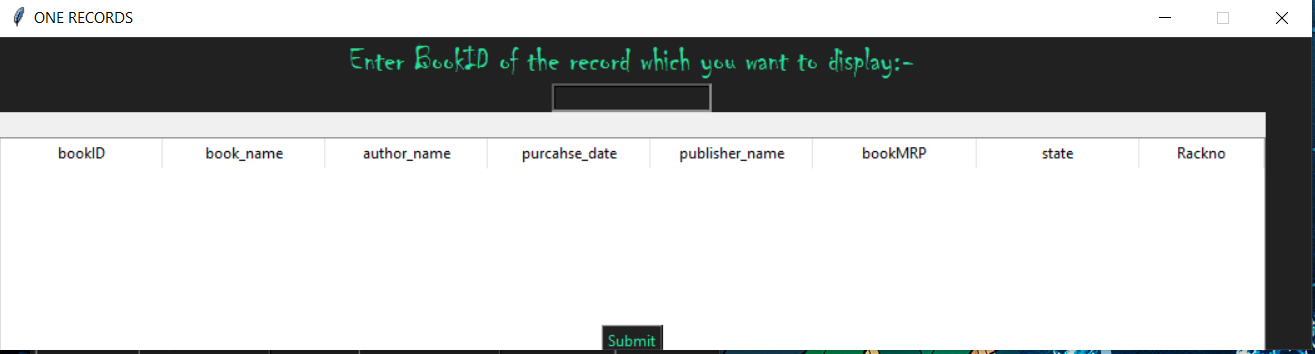 ONE RECORDS
Enter BookID of the record which you want to display:-
bookID book_name author_name purcahse_date publisher_name bookMRP state Rackno
Submit